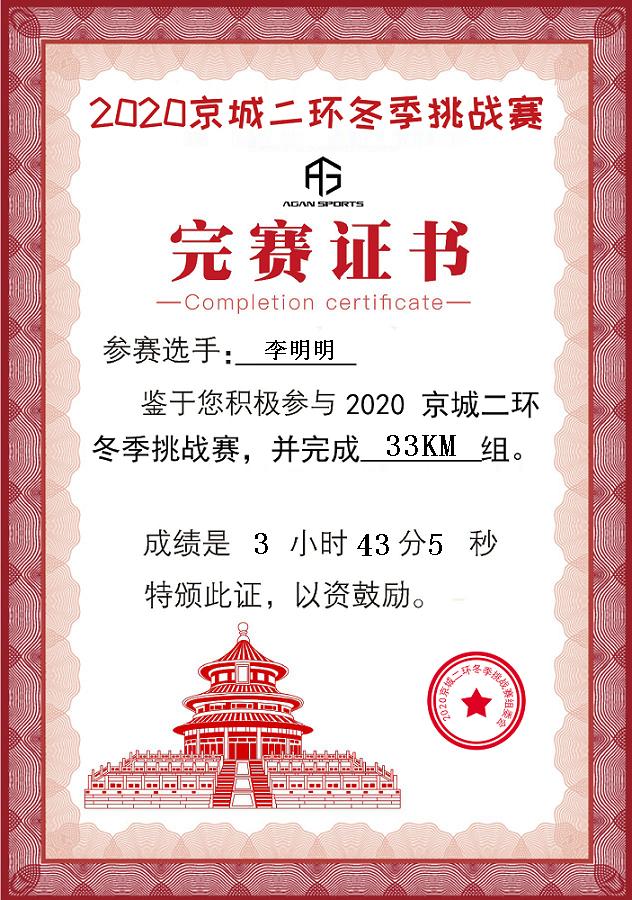 2020京城二环冬季挑战赛
AG
AGAN SPORTS
完赛证书
—Completion certificate—
参赛选手：李明明
鉴于您积极参与 2020 京城二环
冬季挑战赛，并完成 33KM 组。
成绩是 3 小时 43 分 5 秒
特颁此证，以资鼓励。
2020京城二环冬季挑战赛组委会